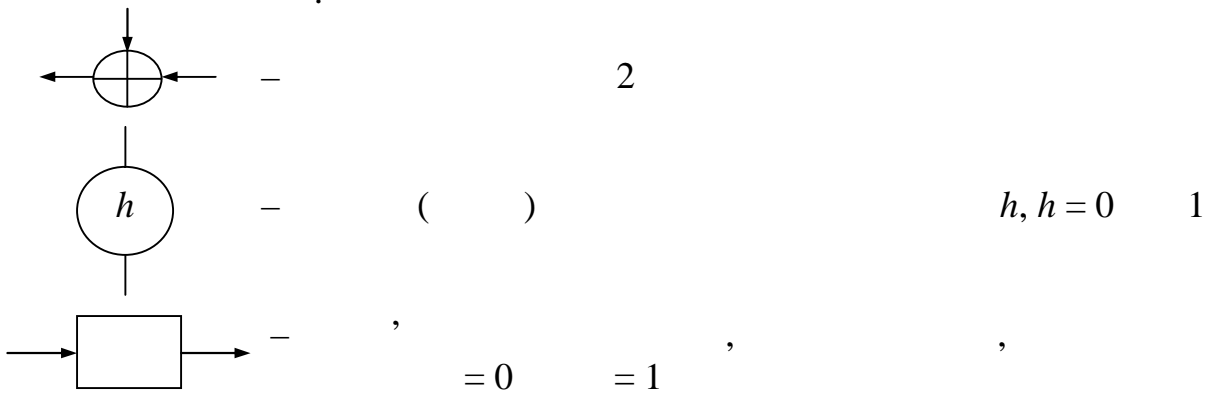 – 2
h – ( ) h, h = 0 1
– , , ,
= 0 = 1